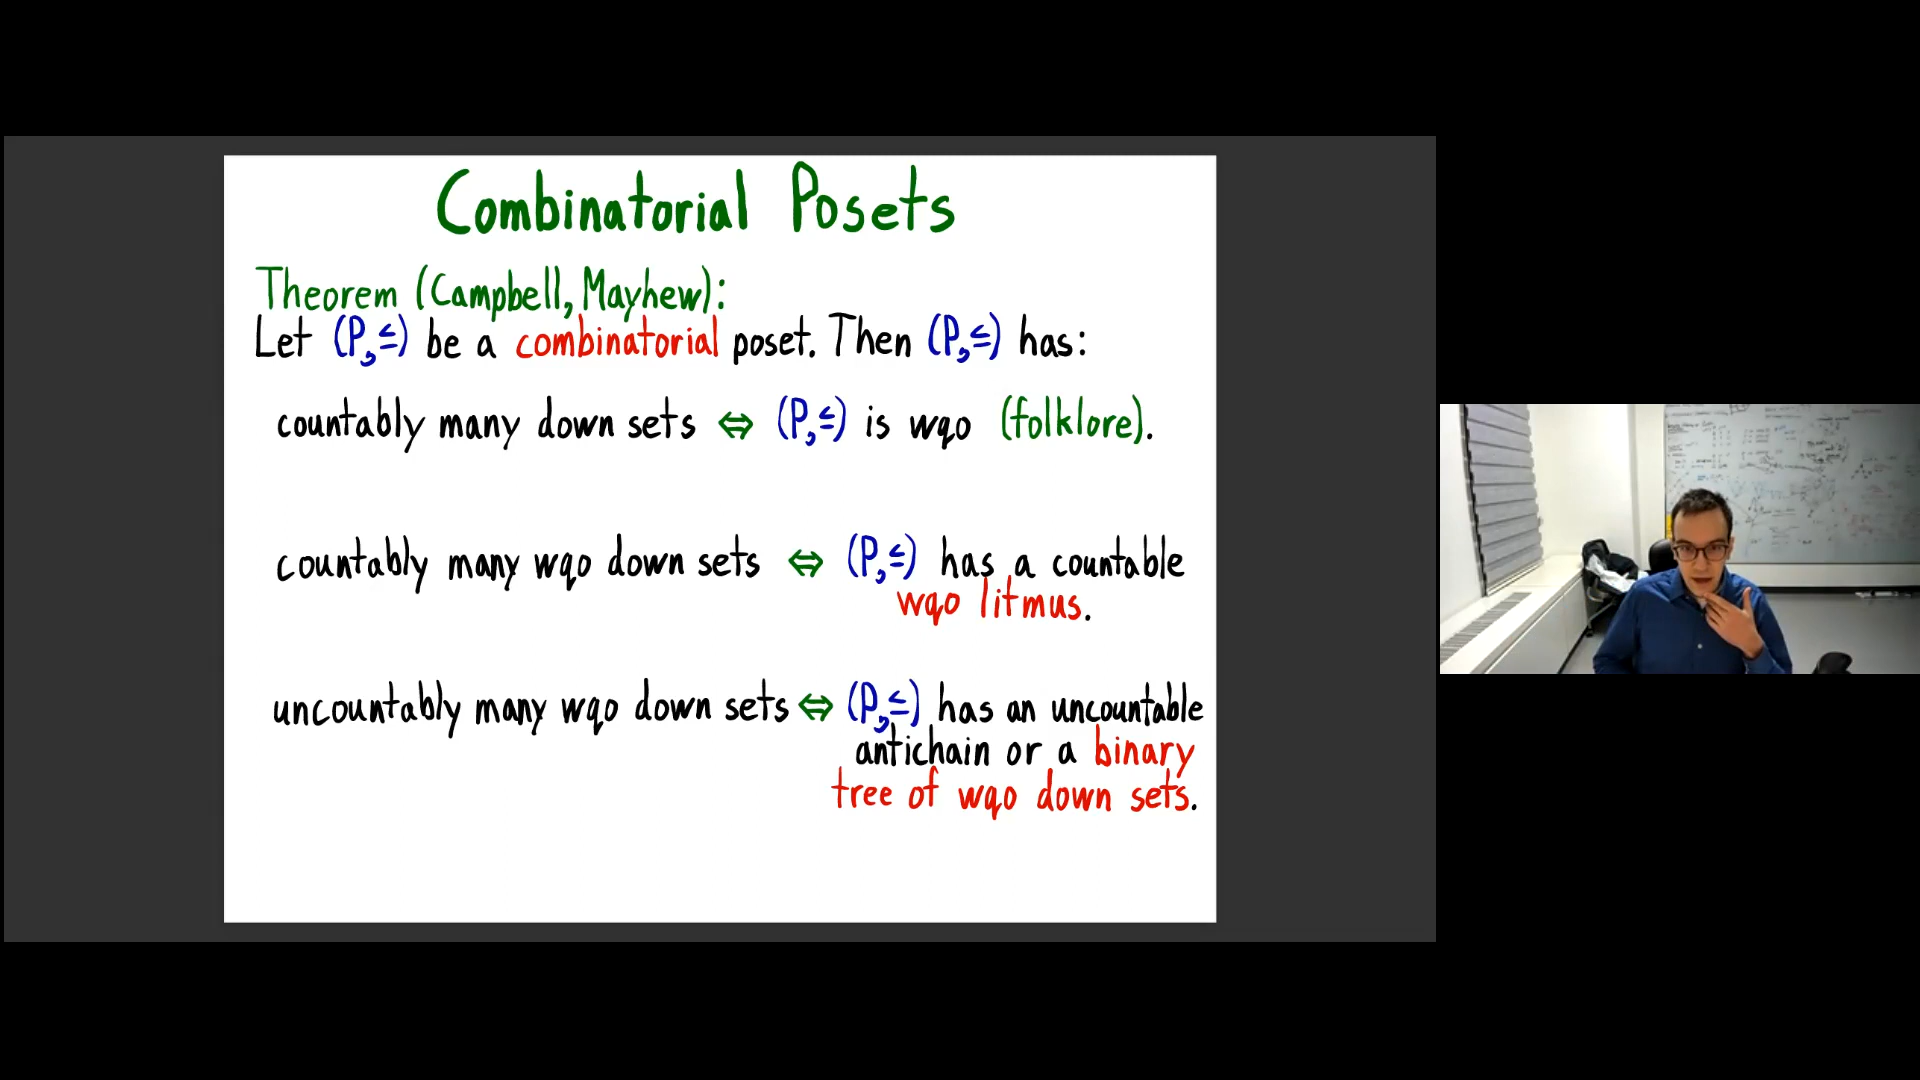 Combinatorial Posets
Theorem (Campbell, Mayhew):
Let (P,≤) be a combinatorial poset. Then (P,≤) has:
countably many down sets ⇔ (P,≤) is wqo (folklore).
countably many wqo down sets ⇔ (P,≤) has a countable
wqo litmus.
uncountably many wqo down sets ⇔ (P,≤) has an uncountable
antichain or a binary
tree of wqo down sets.